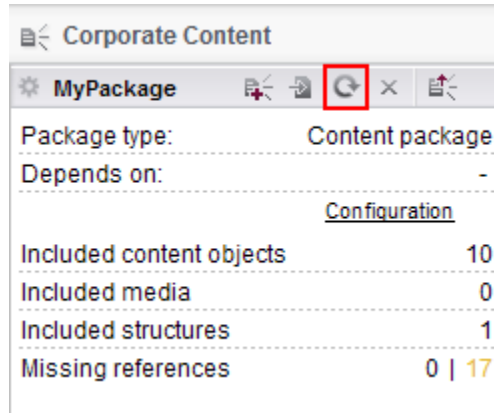 Corporate Content
MyPackage
Package type: Content package
Depends on: -
Configuration
Included content objects 10
Included media 0
Included structures 1
Missing references 0 | 17